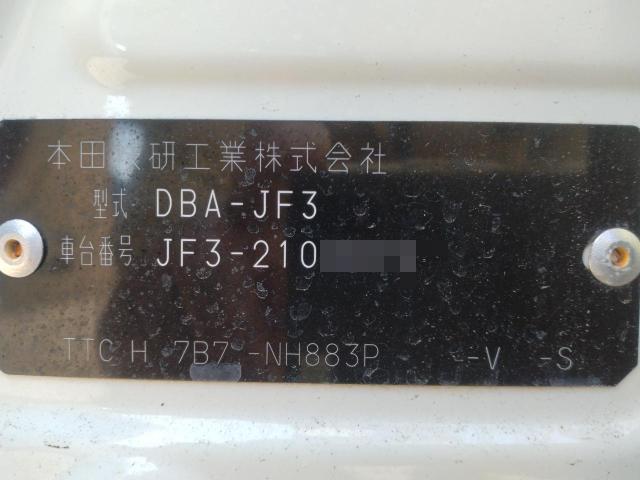 本田技研工業株式会社
型式 DBA-JF3
車台番号 JF3-210
TTC H 7B7 -NH883P -V -S